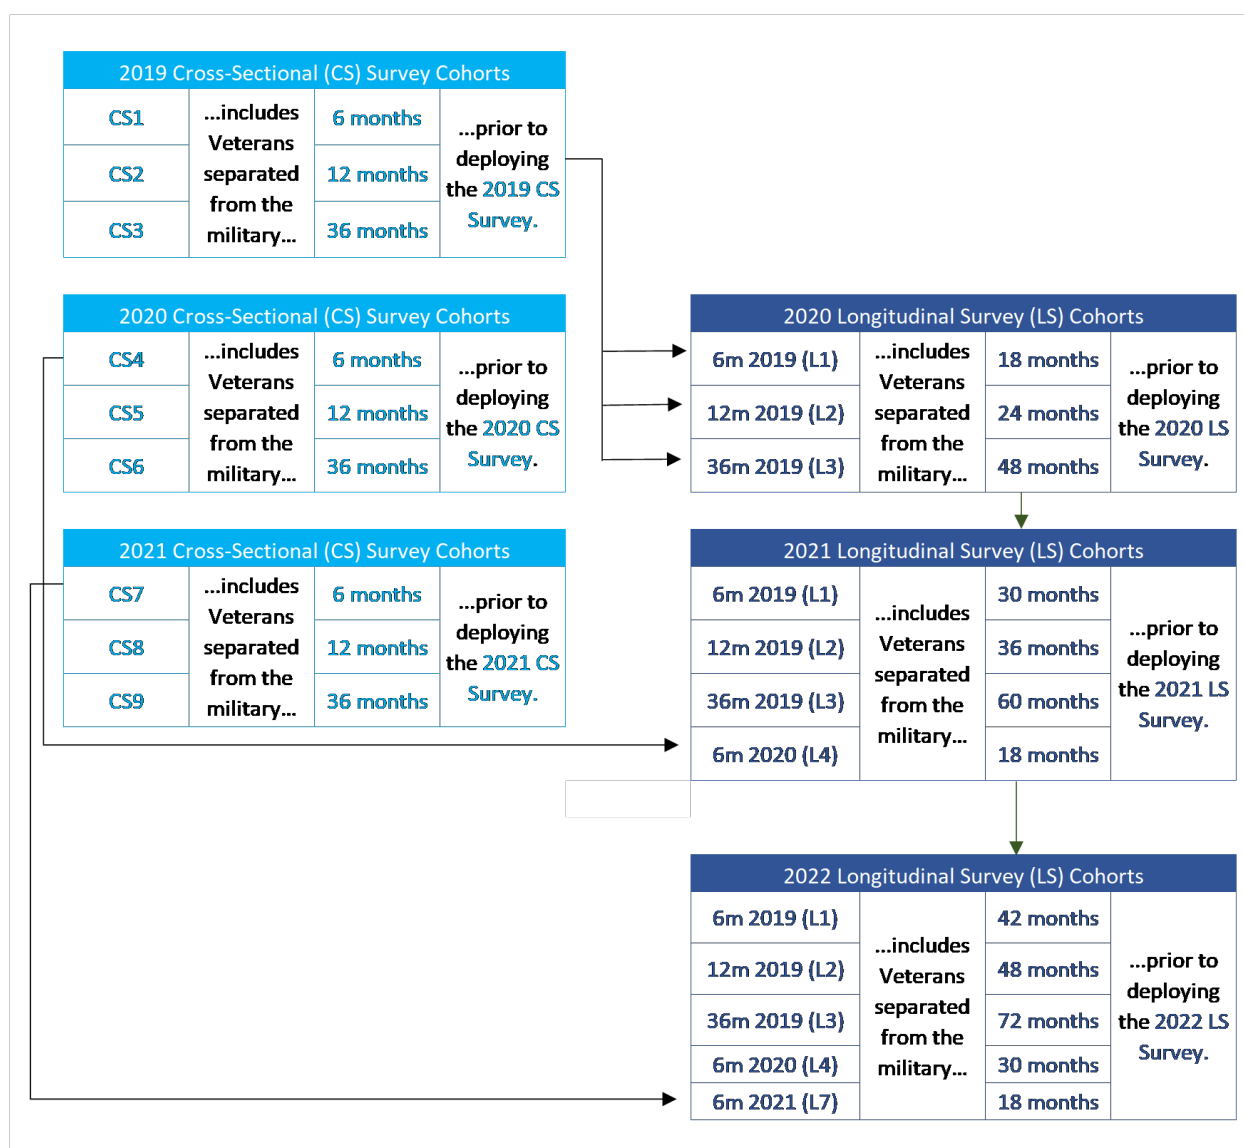 2019 Cross-Sectional (CS) Survey Cohorts
CS1
CS2
CS3
...includes
Veterans
separated
from the
military...
6 months
12 months
36 months
...prior to
deploying
the 2019 CS
Survey.
2020 Cross-Sectional (CS) Survey Cohorts
CS4
CS5
CS6
...includes
Veterans
separated
from the
military...
6 months
12 months
36 months
...prior to
deploying
the 2020 CS
Survey.
2020 Longitudinal Survey (LS) Cohorts
6m 2019 (L1)
12m 2019 (L2)
36m 2019 (L3)
...includes
Veterans
separated
from the
military...
18 months
24 months
48 months
...prior to
deploying
the 2020 LS
Survey.
2021 Cross-Sectional (CS) Survey Cohorts
CS7
CS8
CS9
...includes
Veterans
separated
from the
military...
6 months
12 months
36 months
...prior to
deploying
the 2021 CS
Survey.
2021 Longitudinal Survey (LS) Cohorts
6m 2019 (L1)
12m 2019 (L2)
36m 2019 (L3)
6m 2020 (L4)
...includes
Veterans
separated
from the
military...
30 months
36 months
60 months
18 months
...prior to
deploying
the 2021 LS
Survey.
2022 Longitudinal Survey (LS) Cohorts
6m 2019 (L1)
12m 2019 (L2)
36m 2019 (L3)
6m 2020 (L4)
6m 2021 (L7)
...includes
Veterans
separated
from the
military...
42 months
48 months
72 months
30 months
18 months
...prior to
deploying
the 2022 LS
Survey.